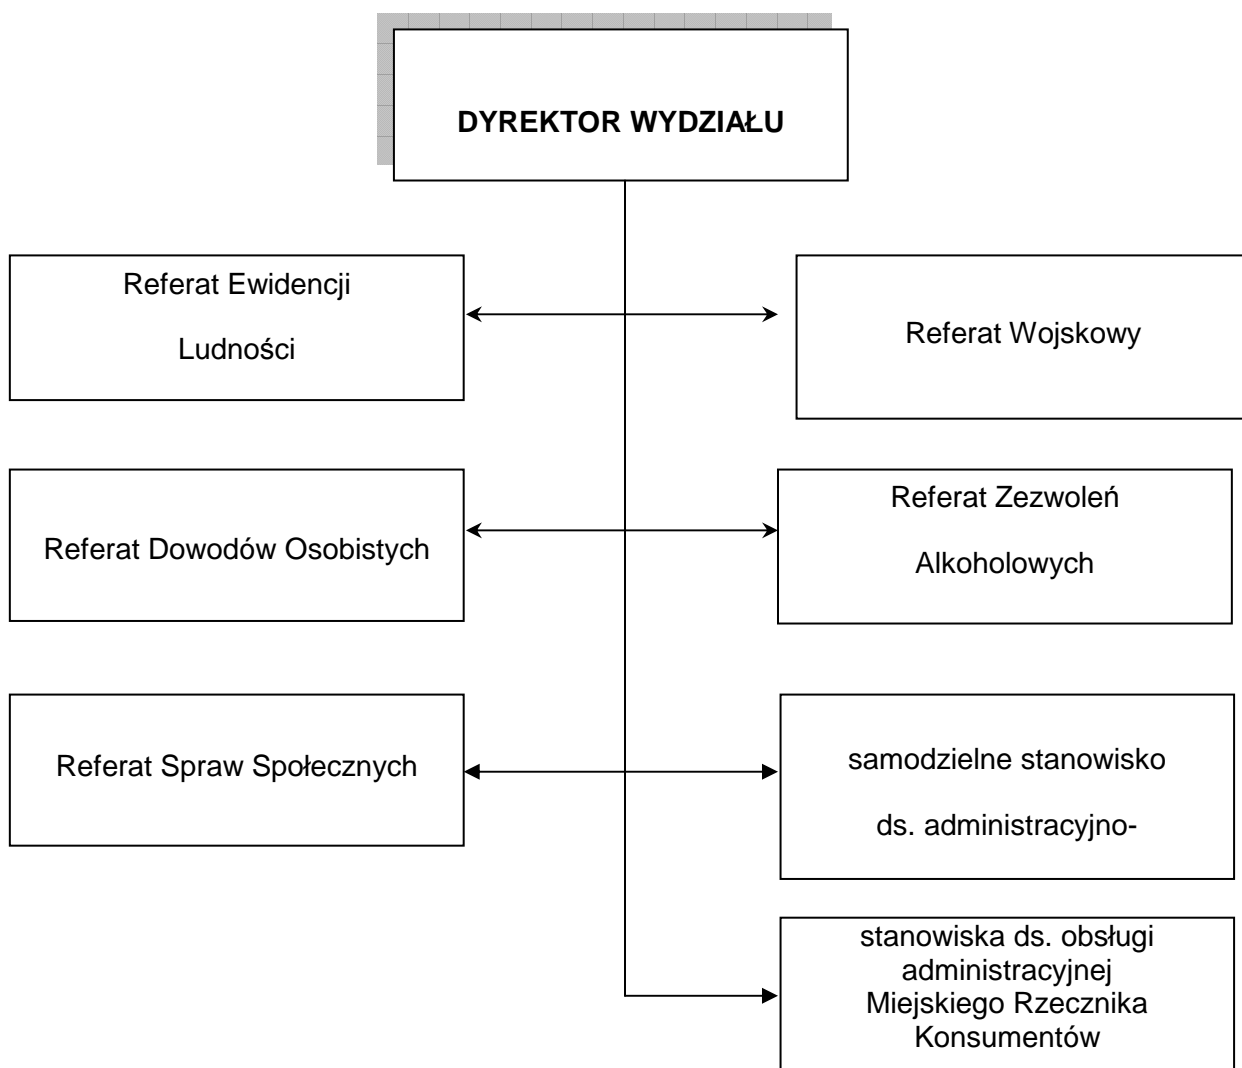 DYREKTOR WYDZIAŁU
Referat Ewidencji
Ludności
Referat Wojskowy
Referat Dowodów Osobistych
Referat Zezwoleń
Alkoholowych
Referat Spraw Społecznych
samodzielne stanowisko
ds. administracyjno-
stanowiska ds. obsługi
administracyjnej
Miejskiego Rzecznika
Konsumentów